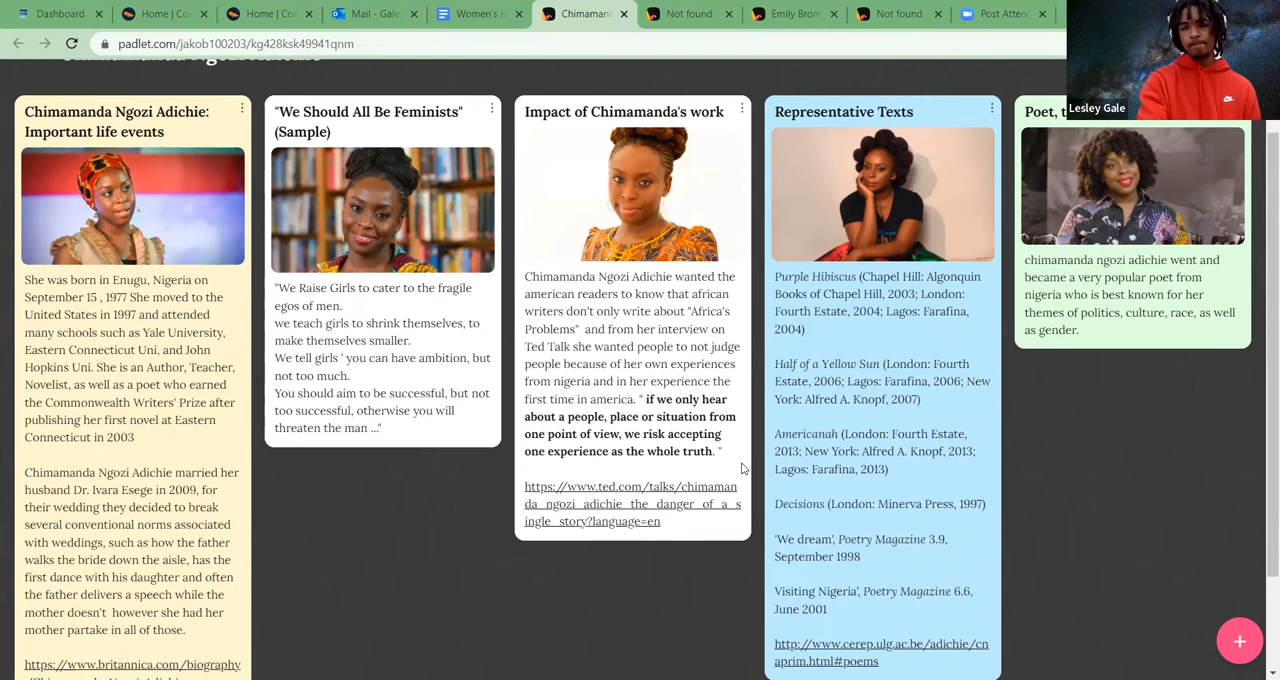 Dashboard
Home | Co
Home | Co
Mail - Gale,
Women's H
Chimamand
Not found
Emily Bron
Not found
Post Atten
padlet.com/jakob100203/kg428ksk49941qnm
Lesley Gale
Chimamanda Ngozi Adichie
Chimamanda Ngozi Adichie:
Important life events
She was born in Enugu, Nigeria on
September 15 , 1977 She moved to the
United States in 1997 and attended
many schools such as Yale University,
Eastern Connecticut Uni, and John
Hopkins Uni. She is an Author, Teacher,
Novelist, as well as a poet who earned
the Commonwealth Writers' Prize after
publishing her first novel at Eastern
Connecticut in 2003
Chimamanda Ngozi Adichie married her
husband Dr. Ivara Esege in 2009, for
their wedding they decided to break
several conventional norms associated
with weddings, such as how the father
walks the bride down the aisle, has the
first dance with his daughter and often
the father delivers a speech while the
mother doesn't however she had her
mother partake in all of those.
https://www.britannica.com/biography
"We Should All Be Feminists"
(Sample)
"We Raise Girls to cater to the fragile
egos of men.
we teach girls to shrink themselves, to
make themselves smaller.
We tell girls ' you can have ambition, but
not too much.
You should aim to be successful, but not
too successful, otherwise you will
threaten the man ..."
Impact of Chimamanda's work
Chimamanda Ngozi Adichie wanted the
american readers to know that african
writers don't only write about "Africa's
Problems" and from her interview on
Ted Talk she wanted people to not judge
people because of her own experiences
from nigeria and in her experience the
first time in america. " if we only hear
about a people, place or situation from
one point of view, we risk accepting
one experience as the whole truth. "
https://www.ted.com/talks/chimaman
da_ngozi_adichie_the_danger_of_a_s
ingle_story?language=en
Representative Texts
Purple Hibiscus (Chapel Hill: Algonquin
Books of Chapel Hill, 2003; London:
Fourth Estate, 2004; Lagos: Farafina,
2004)
Half of a Yellow Sun (London: Fourth
Estate, 2006; Lagos: Farafina, 2006; New
York: Alfred A. Knopf, 2007)
Americanah (London: Fourth Estate,
2013; New York: Alfred A. Knopf, 2013;
Lagos: Farafina, 2013)
Decisions (London: Minerva Press, 1997)
'We dream', Poetry Magazine 3.9,
September 1998
Visiting Nigeria', Poetry Magazine 6.6,
June 2001
http://www.cerep.ulg.ac.be/adichie/cn
aprim.html#poems
Poet, t
chimamanda ngozi adichie went and
became a very popular poet from
nigeria who is best known for her
themes of politics, culture, race, as well
as gender.